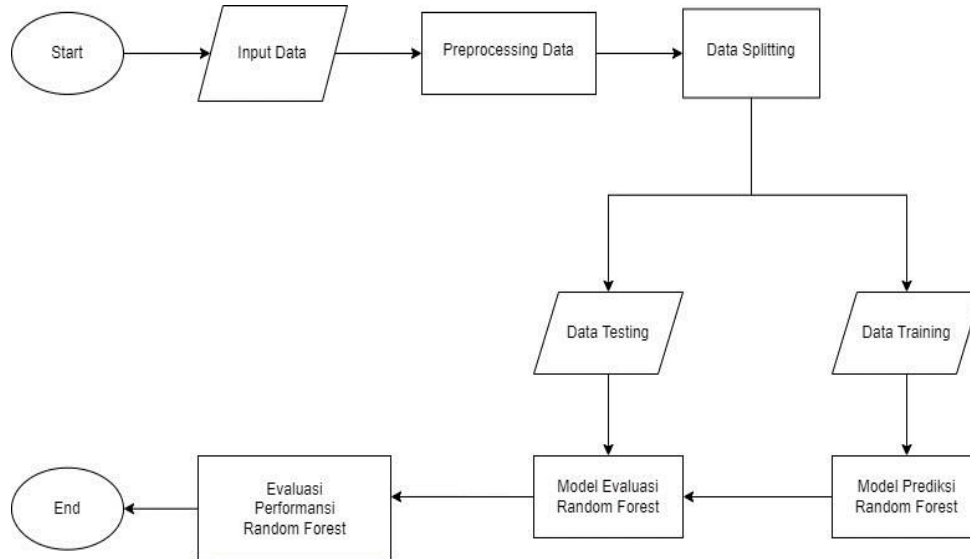 Start
Input Data
Preprocessing Data
Data Splitting
Data Testing
Data Training
Evaluasi
Performansi
Random Forest
End
Model Evaluasi
Random Forest
Model Prediksi
Random Forest